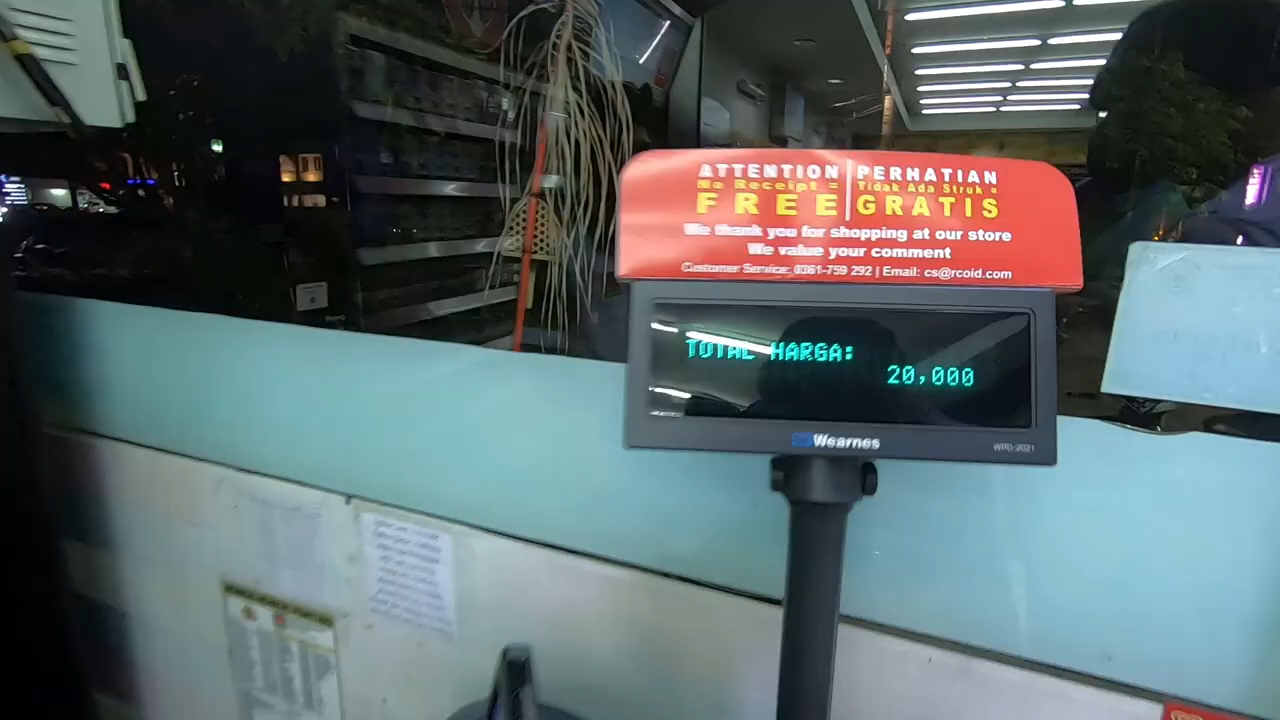 ATTENTION
No Receipt =
FREE
PERHATIAN
Tidak Ada Struk =
GRATIS
We thank you for shopping at our store
We value your comment
Customer Service: 0361-759 292 | Email: cs@rcoid.com
TOTAL HARGA:
20,000
Wearnes
WPD-2021